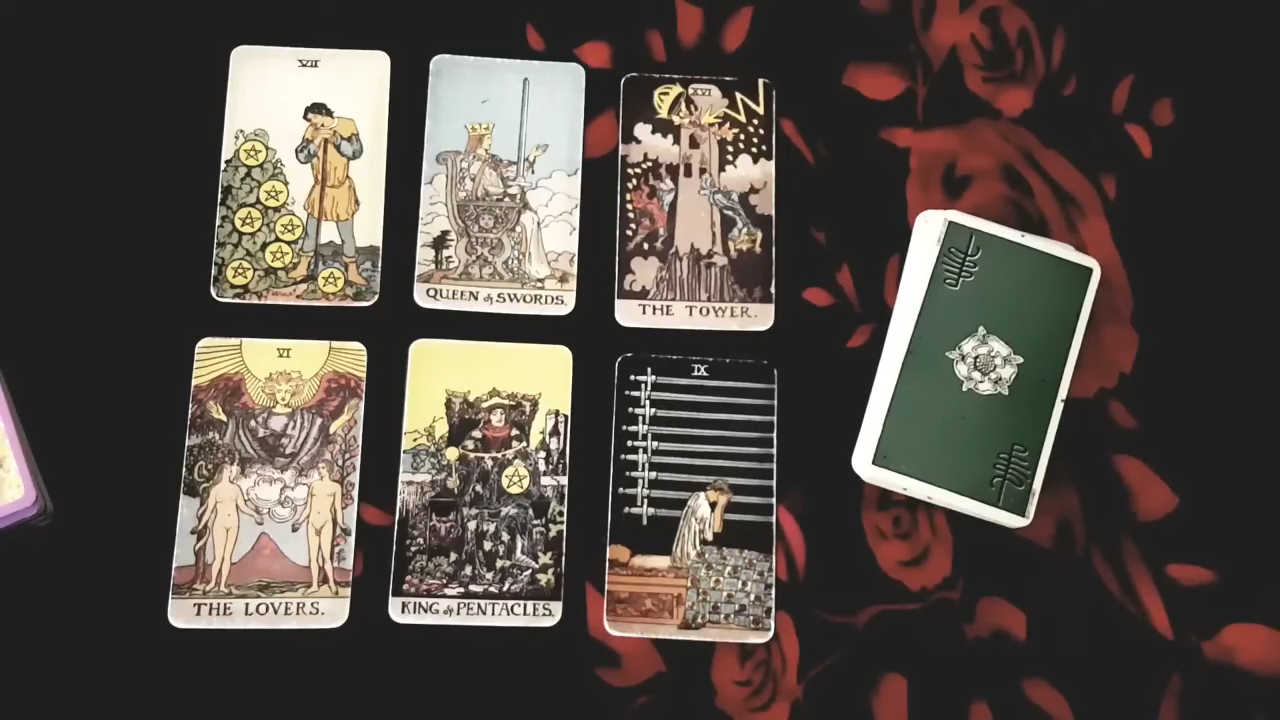 VII
QUEEN of SWORDS.
XVI
THE TOWER.
VI
THE LOVERS.
KING of PENTACLES.
IX